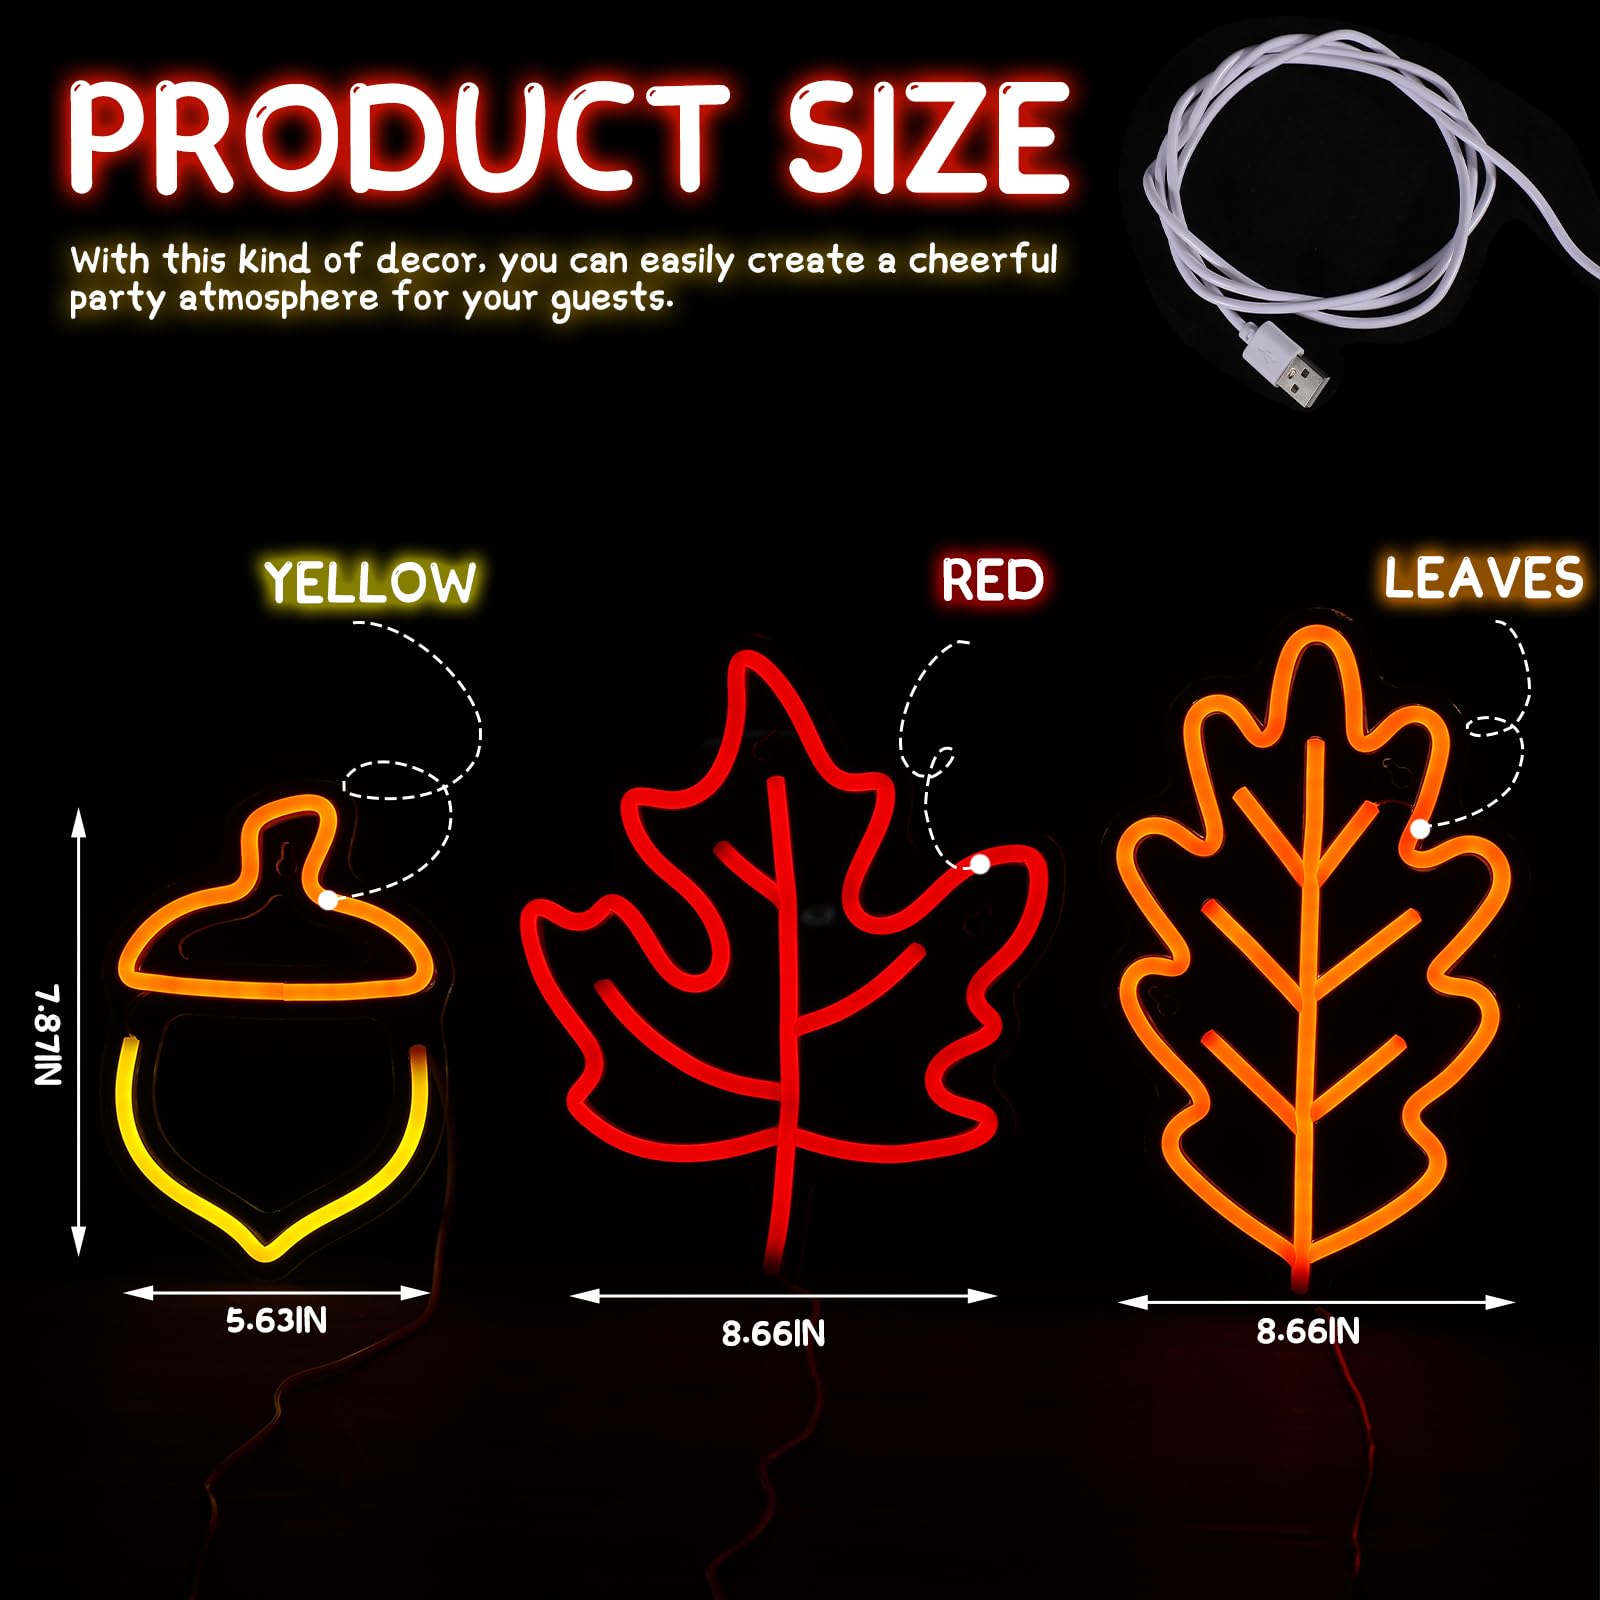 PRODUCT SIZE
With this kind of decor, you can easily create a cheerful
party atmosphere for your guests.
YELLOW
RED
LEAVES
7.87IN
5.63IN
8.66IN
8.66IN